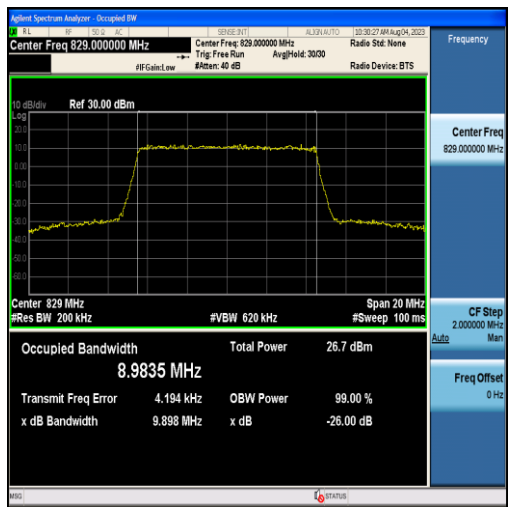 Agilent Spectrum Analyzer - Occupied BW
RL RF 50 Ω AC SENSE:INT ALIGN AUTO 10:30:27 AM Aug 04, 2023
Center Freq 829.000000 MHz
Center Freq: 829.000000 MHz
Radio Std: None
Trig: Free Run Avg|Hold: 30/30
#IFGain:Low
#Atten: 40 dB
Radio Device: BTS
10 dB/div Ref 30.00 dBm
Log
20.0
10.0
0.00
-10.0
-20.0
-30.0
-40.0
-50.0
-60.0
Center 829 MHz
Span 20 MHz
#Res BW 200 kHz
#VBW 620 kHz
#Sweep 100 ms
Occupied Bandwidth
Total Power 26.7 dBm
8.9835 MHz
Transmit Freq Error 4.194 kHz OBW Power 99.00 %
x dB Bandwidth 9.898 MHz x dB -26.00 dB
MSG
STATUS
Frequency
Center Freq
829.000000 MHz
CF Step
2.000000 MHz
Auto Man
Freq Offset
0 Hz